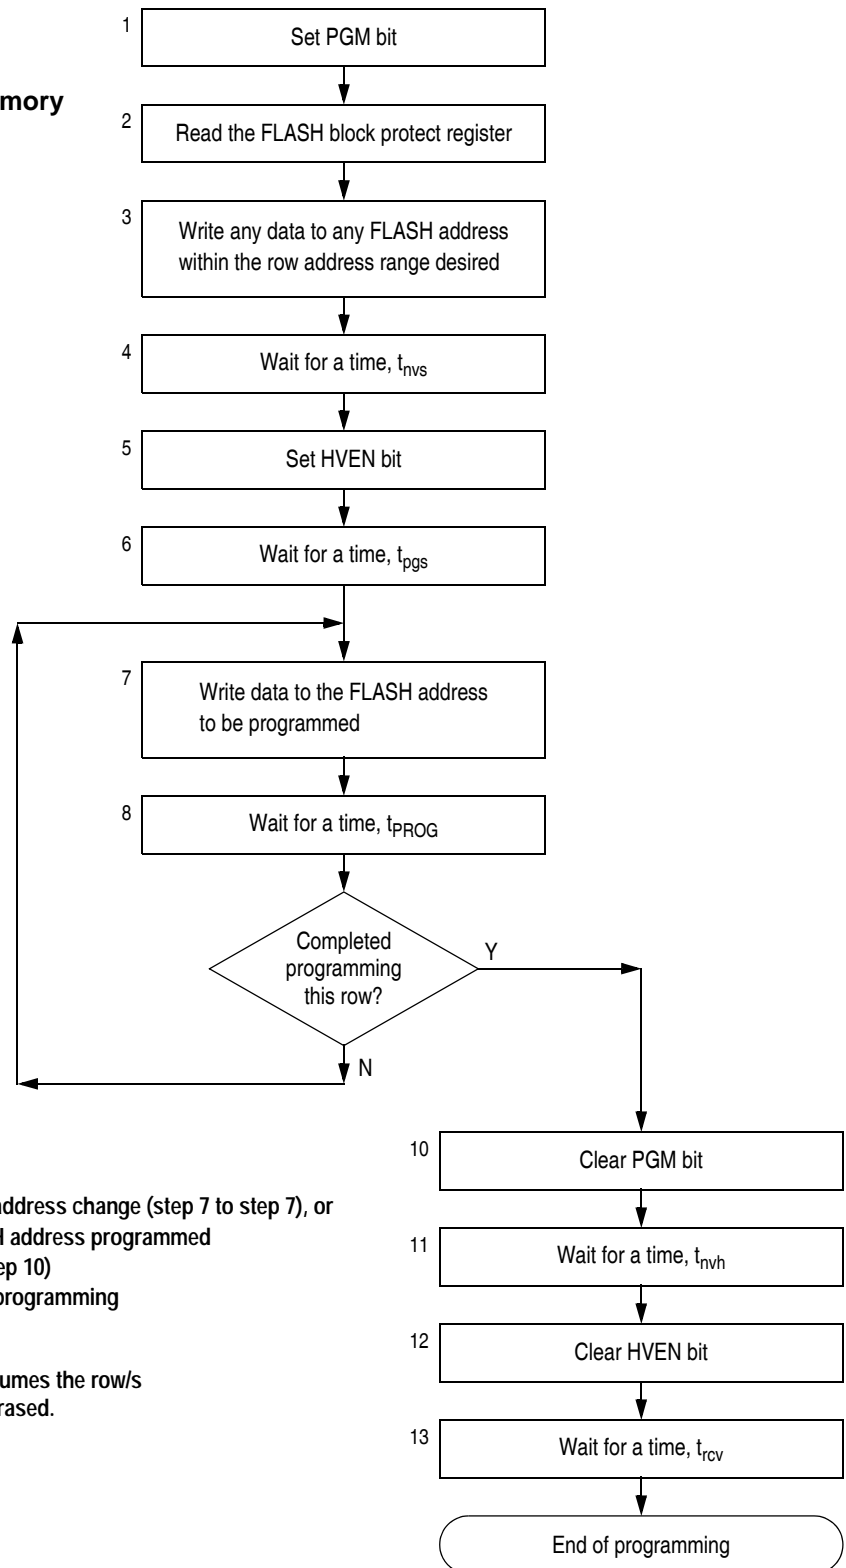 1
Set PGM bit
mory
2
Read the FLASH block protect register
3
Write any data to any FLASH address
within the row address range desired
4
Wait for a time, tnvs
5
Set HVEN bit
6
Wait for a time, tpgs
7
Write data to the FLASH address
to be programmed
8
Wait for a time, tPROG
Completed
programming
this row?
Y
N
10
Clear PGM bit
address change (step 7 to step 7), or
H address programmed
ep 10)
programming
11
Wait for a time, tnvh
12
Clear HVEN bit
umes the row/s
rased.
13
Wait for a time, trcv
End of programming